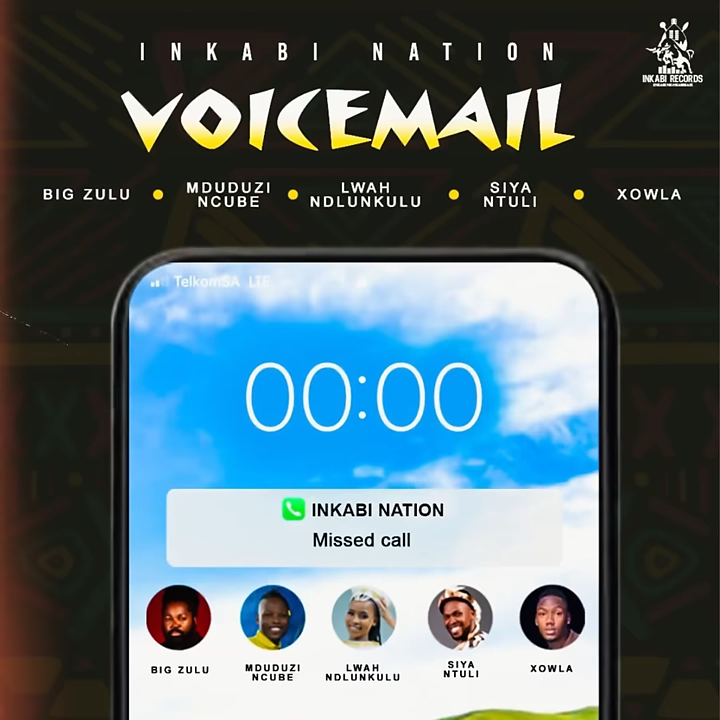 INKABI NATION
INKABI RECORDS
VOICEMAIL
BIG ZULU • MDUDUZI NCUBE • LWAH NDLUNKULU • SIYA NTULI • XOWLA
TelkomSA LTE
00:00
INKABI NATION
Missed call
BIG ZULU
MDUDUZI
NCUBE
LWAH
NDLUNKULU
SIYA
NTULI
XOWLA